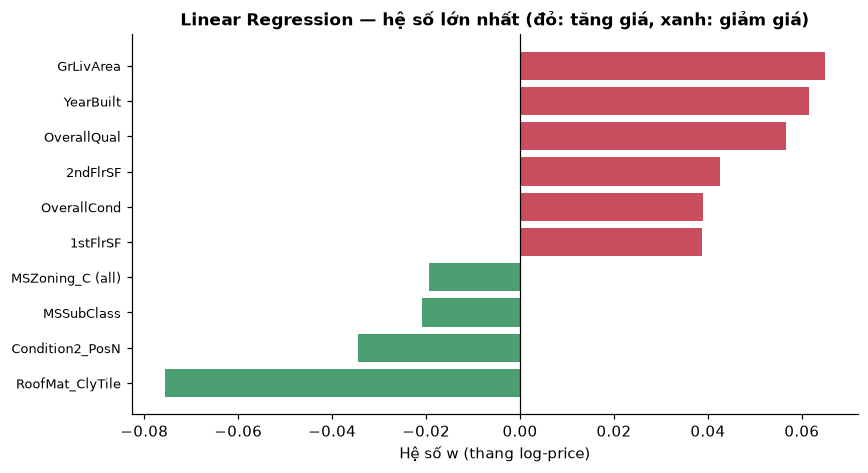 Linear Regression — hệ số lớn nhất (đỏ: tăng giá, xanh: giảm giá)
GrLivArea
YearBuilt
OverallQual
2ndFlrSF
OverallCond
1stFlrSF
MSZoning_C (all)
MSSubClass
Condition2_PosN
RoofMat_ClyTile
−0.08 −0.06 −0.04 −0.02 0.00 0.02 0.04 0.06
Hệ số w (thang log-price)